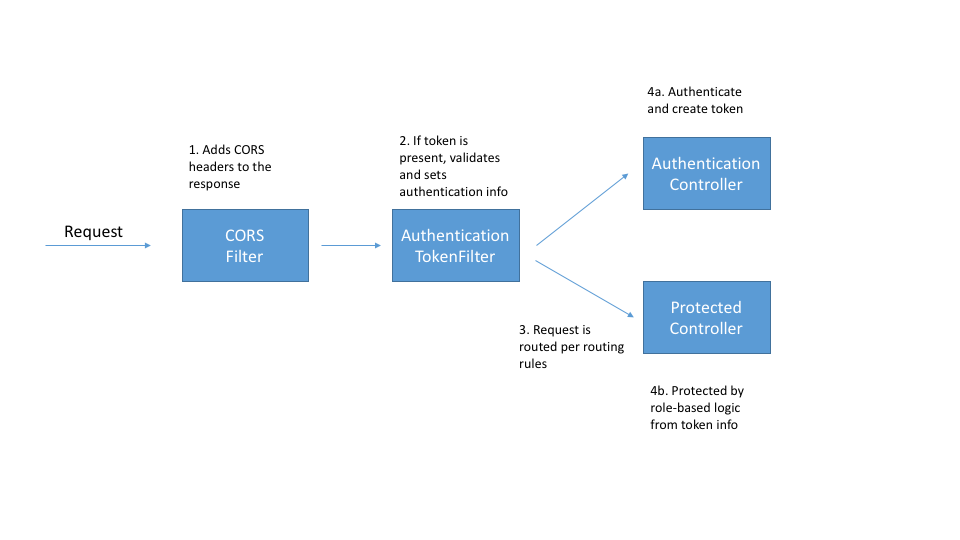 Request
1. Adds CORS
headers to the
response
CORS
Filter
2. If token is
present, validates
and sets
authentication info
Authentication
TokenFilter
3. Request is
routed per routing
rules
4a. Authenticate
and create token
Authentication
Controller
Protected
Controller
4b. Protected by
role-based logic
from token info